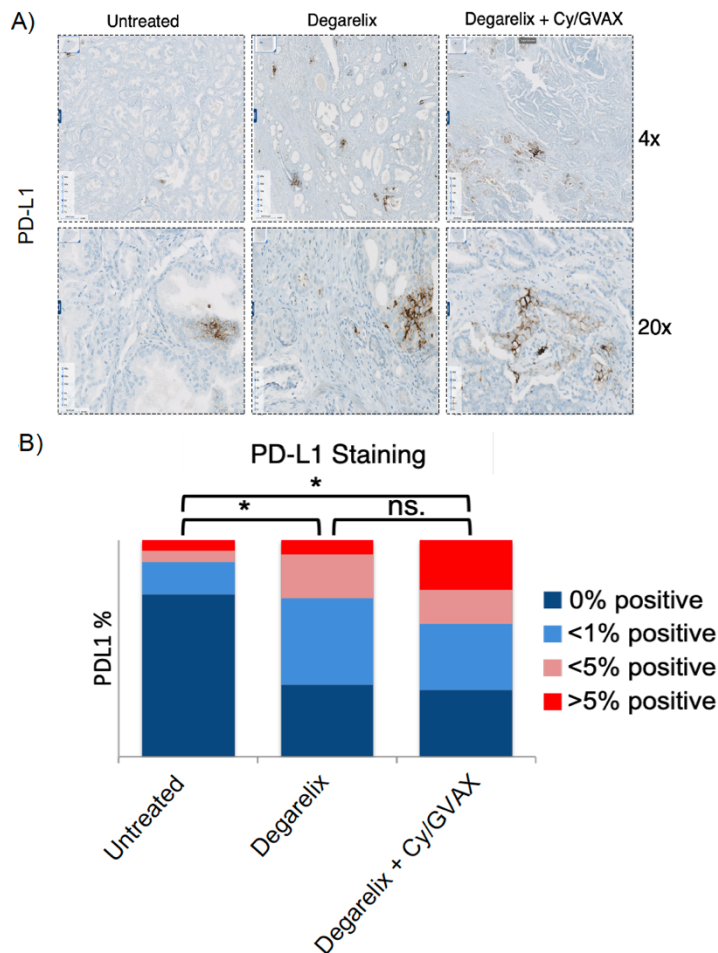 A)
Untreated
Degarelix
Degarelix + Cy/GVAX
PD-L1
4x
20x
B)
PD-L1 Staining
*
*
ns.
PDL1 %
0% positive
<1% positive
<5% positive
>5% positive
Untreated
Degarelix
Degarelix + Cy/GVAX